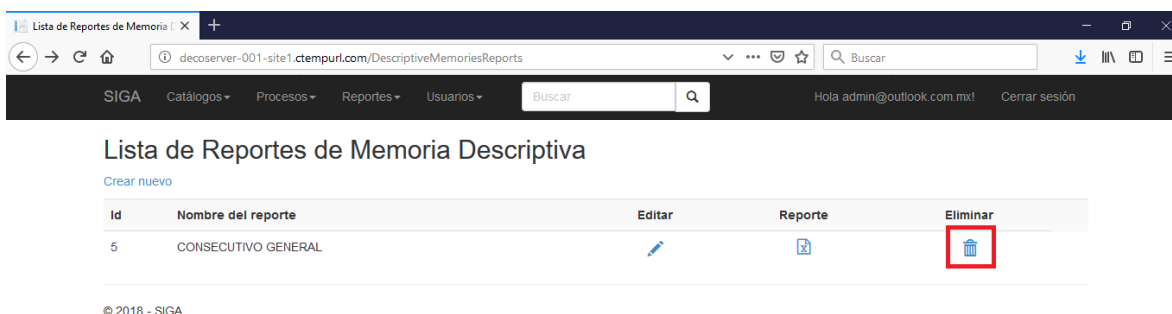 Lista de Reportes de Memoria
decoserver-001-site1.ctempurl.com/DescriptiveMemoriesReports
Buscar
SIGA Catálogos Procesos Reportes Usuarios Buscar Hola admin@outlook.com.mx! Cerrar sesión
Lista de Reportes de Memoria Descriptiva
Crear nuevo
Id Nombre del reporte Editar Reporte Eliminar
5 CONSECUTIVO GENERAL
© 2018 - SIGA